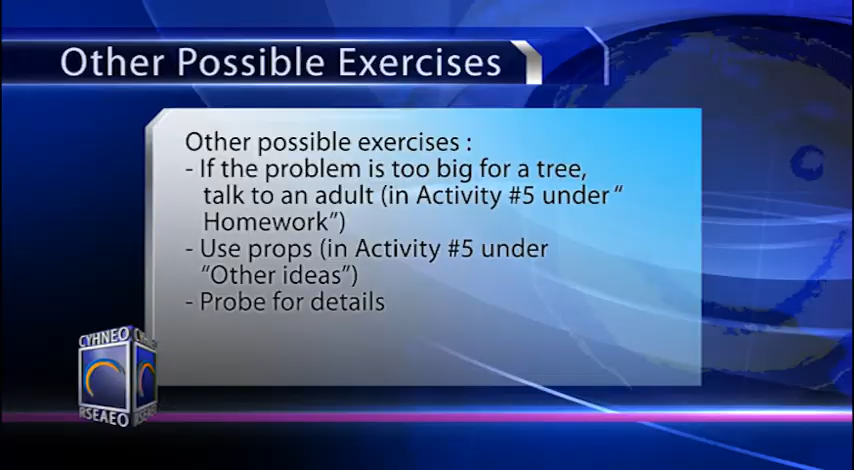 Other Possible Exercises
Other possible exercises :
- If the problem is too big for a tree,
talk to an adult (in Activity #5 under “
Homework”)
- Use props (in Activity #5 under
“Other ideas”)
- Probe for details
CYHNEO
RSEAEO